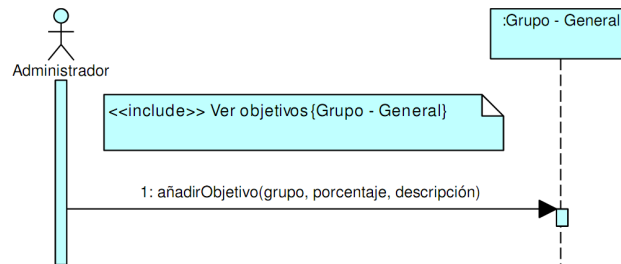 :Grupo - General
Administrador
<<include>> Ver objetivos{Grupo - General}
1: añadirObjetivo(grupo, porcentaje, descripción)